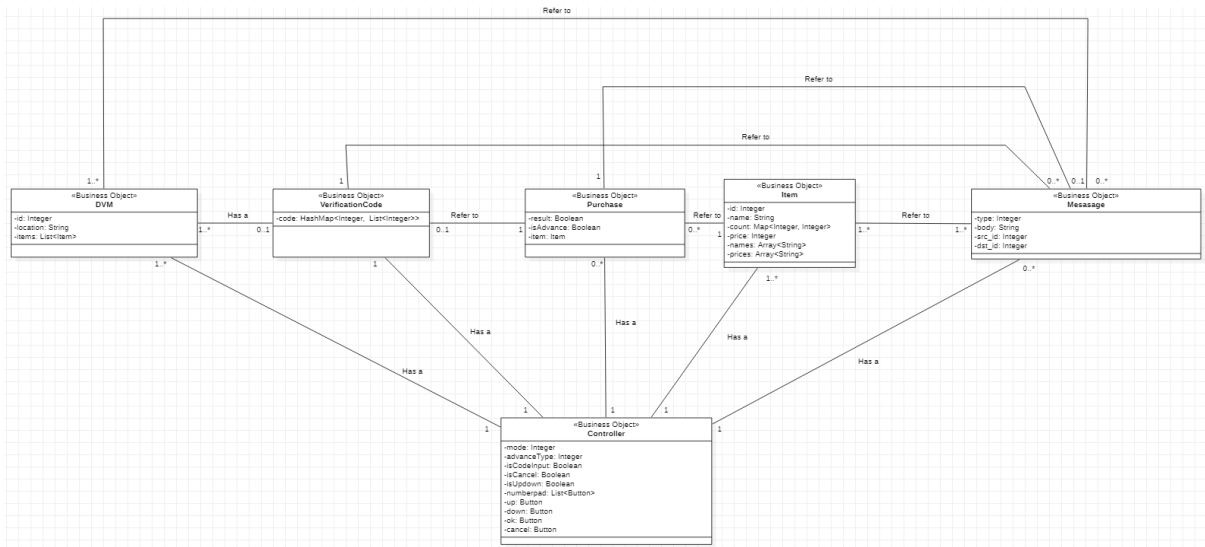 Refer to
Refer to
Refer to
1..*
1
1
0..*
0..1
0..*
«Business Object»
DVM
-id: Integer
-location: String
-items: List<Item>
Has a
1..*
0..1
«Business Object»
VerificationCode
-code: HashMap<Integer, List<Integer>>
Refer to
0..1
1
«Business Object»
Purchase
-result: Boolean
-isAdvance: Boolean
-item: Item
Refer to
0..*
1
«Business Object»
Item
-id: Integer
-name: String
-count: Map<Integer, Integer>
-price: Integer
-names: Array<String>
-prices: Array<String>
Refer to
1..*
1..*
«Business Object»
Mesasage
-type: Integer
-body: String
-src_id: Integer
-dst_id: Integer
1..*
1
0..*
1..*
0..*
Has a
Has a
Has a
Has a
Has a
1
1
1
1
1
«Business Object»
Controller
-mode: Integer
-advanceType: Integer
-isCodeInput: Boolean
-isCancel: Boolean
-isUpdown: Boolean
-numberpad: List<Button>
-up: Button
-down: Button
-ok: Button
-cancel: Button